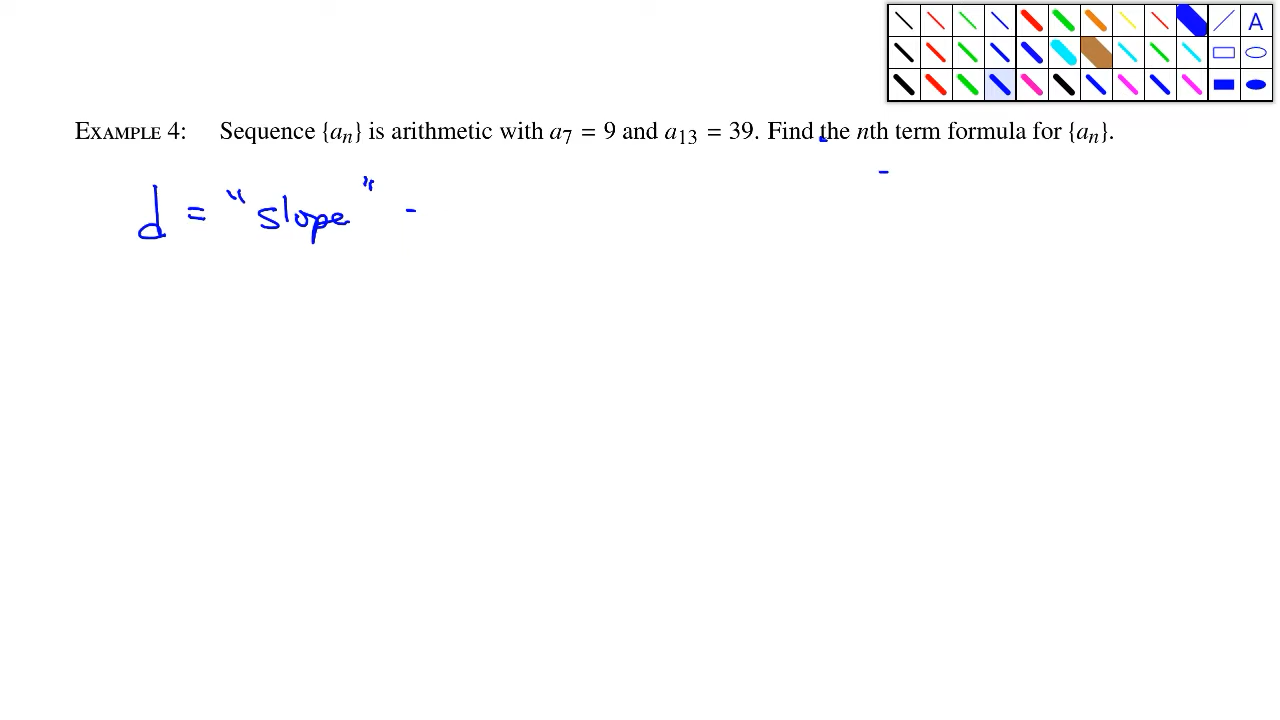 A
EXAMPLE 4: Sequence {aₙ} is arithmetic with a₇ = 9 and a₁₃ = 39. Find the nth term formula for {aₙ}.
d = "slope" -